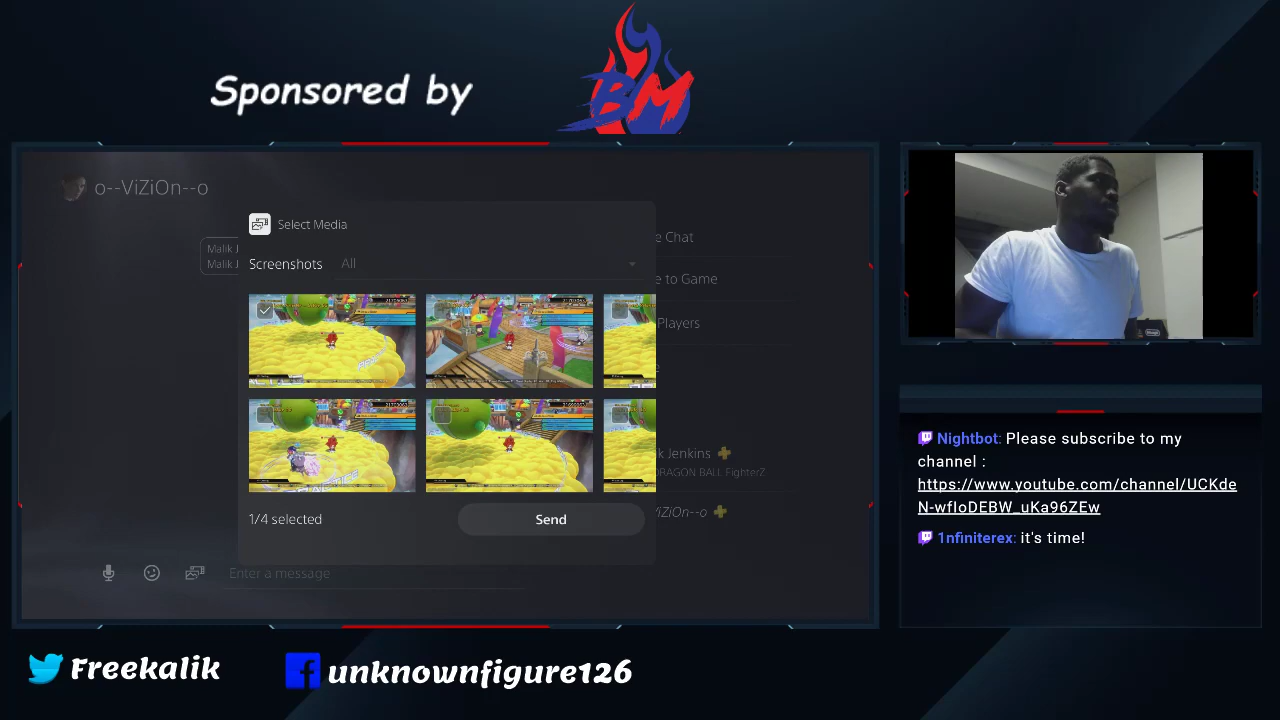 Sponsored by
BM
o--ViZiOn--o
Malik J
Malik J
Select Media
Screenshots All
1/4 selected
Send
Enter a message
e Chat
e to Game
Players
e
k Jenkins
DRAGON BALL FighterZ
ViZiOn--o
Nightbot: Please subscribe to my
channel :
https://www.youtube.com/channel/UCKde
N-wfIoDEBW_uKa96ZEw
1nfiniterex: it's time!
Freekalik
unknownfigure126